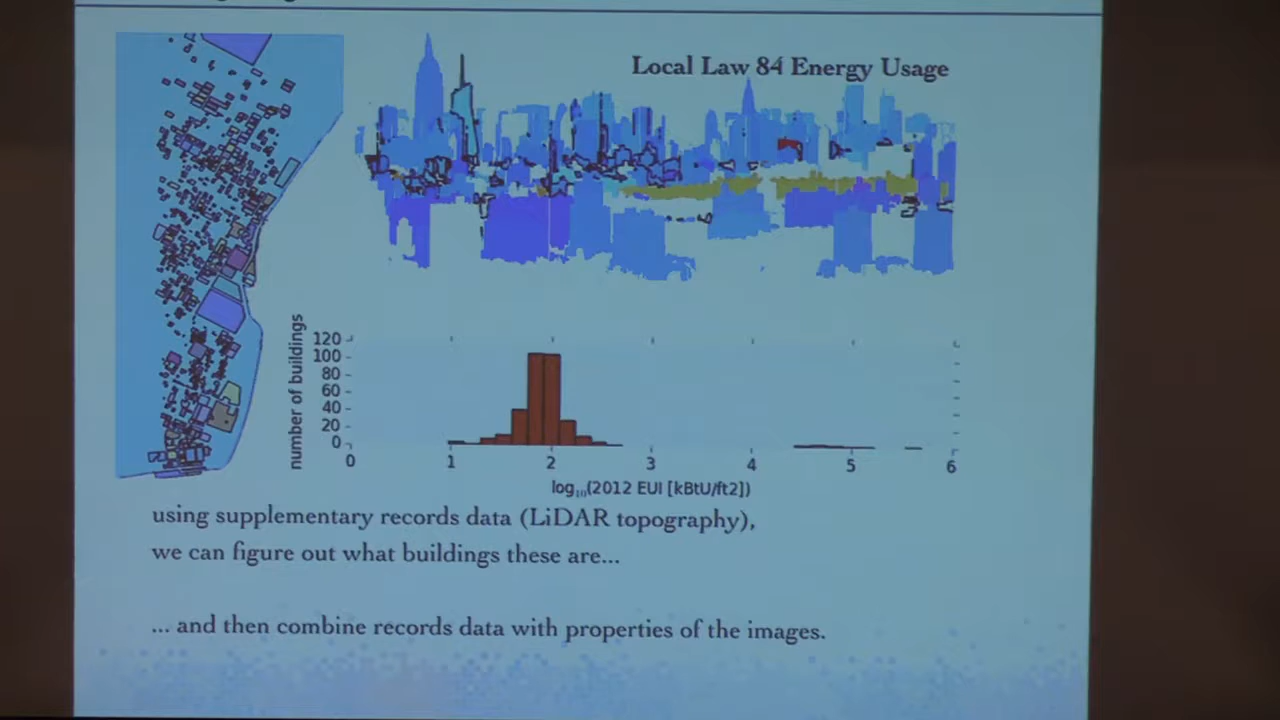 Local Law 84 Energy Usage
number of buildings
120
100
80
60
40
20
0
0 1 2 3 4 5 6
log₁₀(2012 EUI [kBtU/ft2])
using supplementary records data (LiDAR topography),
we can figure out what buildings these are...
... and then combine records data with properties of the images.